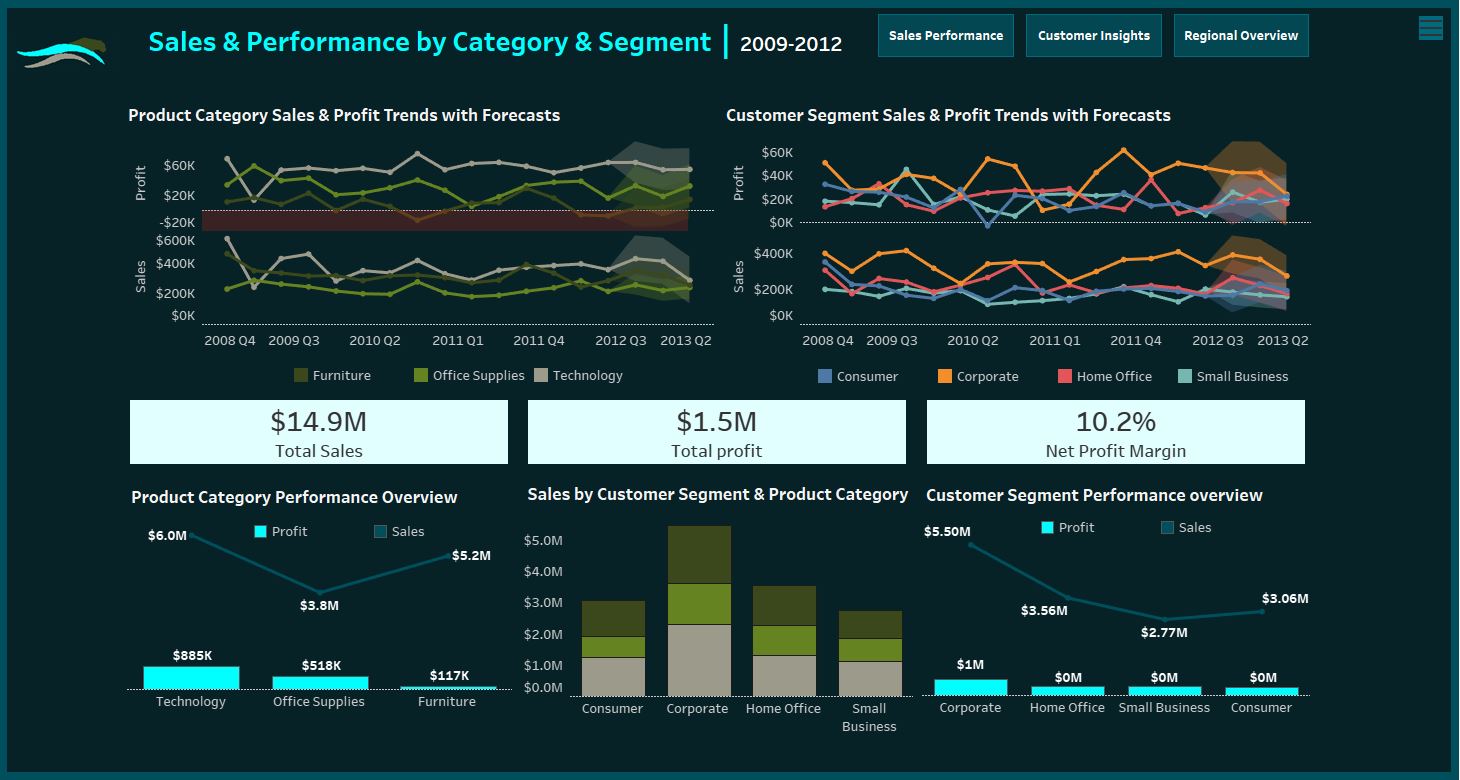 Sales & Performance by Category & Segment | 2009-2012
Sales Performance
Customer Insights
Regional Overview
Product Category Sales & Profit Trends with Forecasts
Profit
$60K
$20K
-$20K
Sales
$600K
$400K
$200K
$0K
2008 Q4 2009 Q3 2010 Q2 2011 Q1 2011 Q4 2012 Q3 2013 Q2
Furniture Office Supplies Technology
Customer Segment Sales & Profit Trends with Forecasts
Profit
$60K
$40K
$20K
$0K
Sales
$400K
$200K
$0K
2008 Q4 2009 Q3 2010 Q2 2011 Q1 2011 Q4 2012 Q3 2013 Q2
Consumer Corporate Home Office Small Business
$14.9M
Total Sales
$1.5M
Total profit
10.2%
Net Profit Margin
Product Category Performance Overview
Profit Sales
$6.0M
$5.2M
$3.8M
$885K
$518K
$117K
Technology Office Supplies Furniture
Sales by Customer Segment & Product Category
$5.0M
$4.0M
$3.0M
$2.0M
$1.0M
$0.0M
Consumer Corporate Home Office Small
Business
Customer Segment Performance overview
Profit Sales
$5.50M
$3.56M
$2.77M
$3.06M
$1M
$0M
$0M
$0M
Corporate Home Office Small Business Consumer